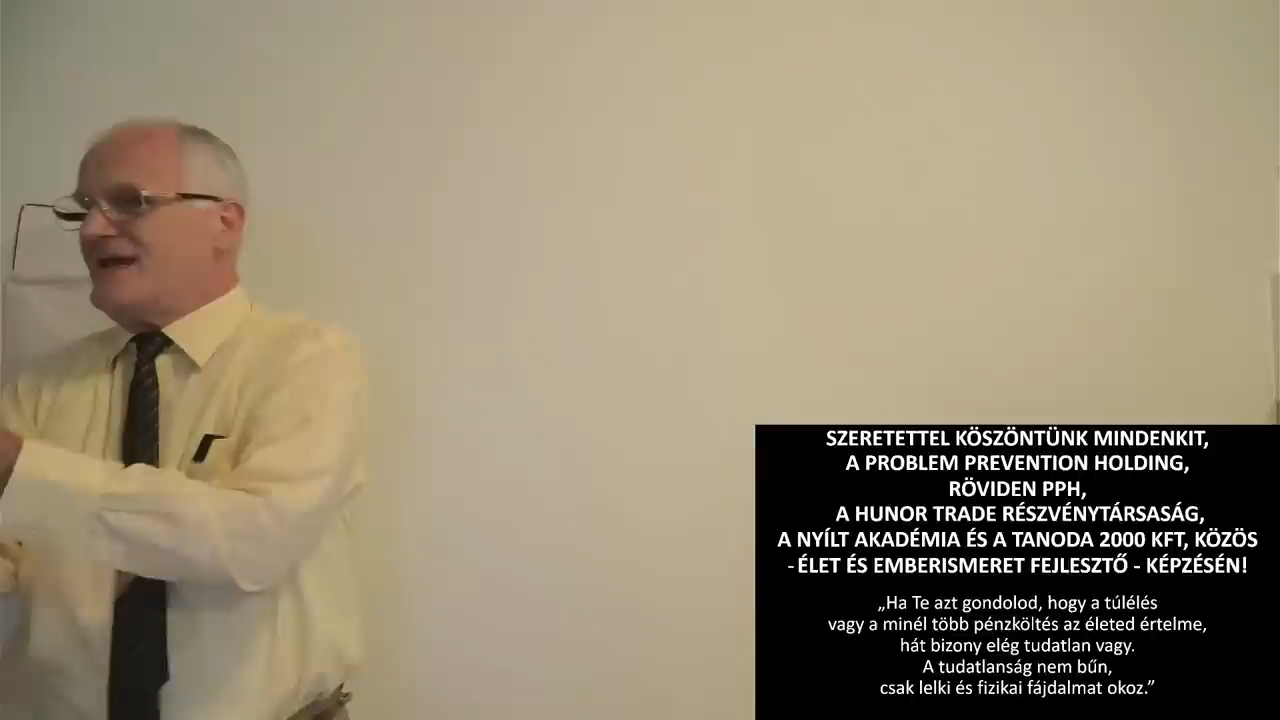 SZERETETTEL KÖSZÖNTÜNK MINDENKIT,
A PROBLEM PREVENTION HOLDING,
RÖVIDEN PPH,
A HUNOR TRADE RÉSZVÉNYTÁRSASÁG,
A NYÍLT AKADÉMIA ÉS A TANODA 2000 KFT, KÖZÖS
- ÉLET ÉS EMBERISMERET FEJLESZTŐ - KÉPZÉSÉN!
„Ha Te azt gondolod, hogy a túlélés
vagy a minél több pénzköltés az életed értelme,
hát bizony elég tudatlan vagy.
A tudatlanság nem bűn,
csak lelki és fizikai fájdalmat okoz.”